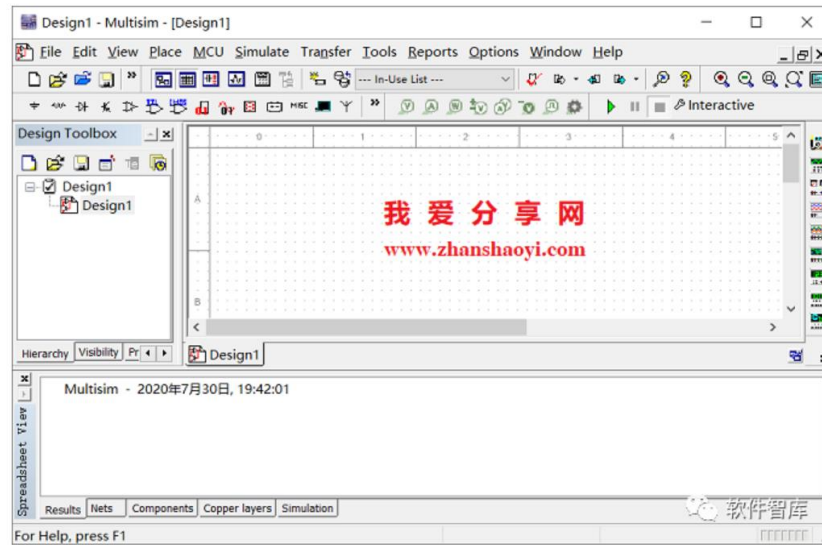 Design1 - Multisim - [Design1]
File Edit View Place MCU Simulate Transfer Tools Reports Options Window Help
--- In-Use List ---
Interactive
Design Toolbox
Design1
Design1
0 1 2 3 4 5
A
我爱分享网
www.zhanshaoyi.com
B
Hierarchy Visibility Pr
Design1
Multisim - 2020年7月30日, 19:42:01
Spreadsheet View
Results Nets Components Copper layers Simulation
软件智库
For Help, press F1